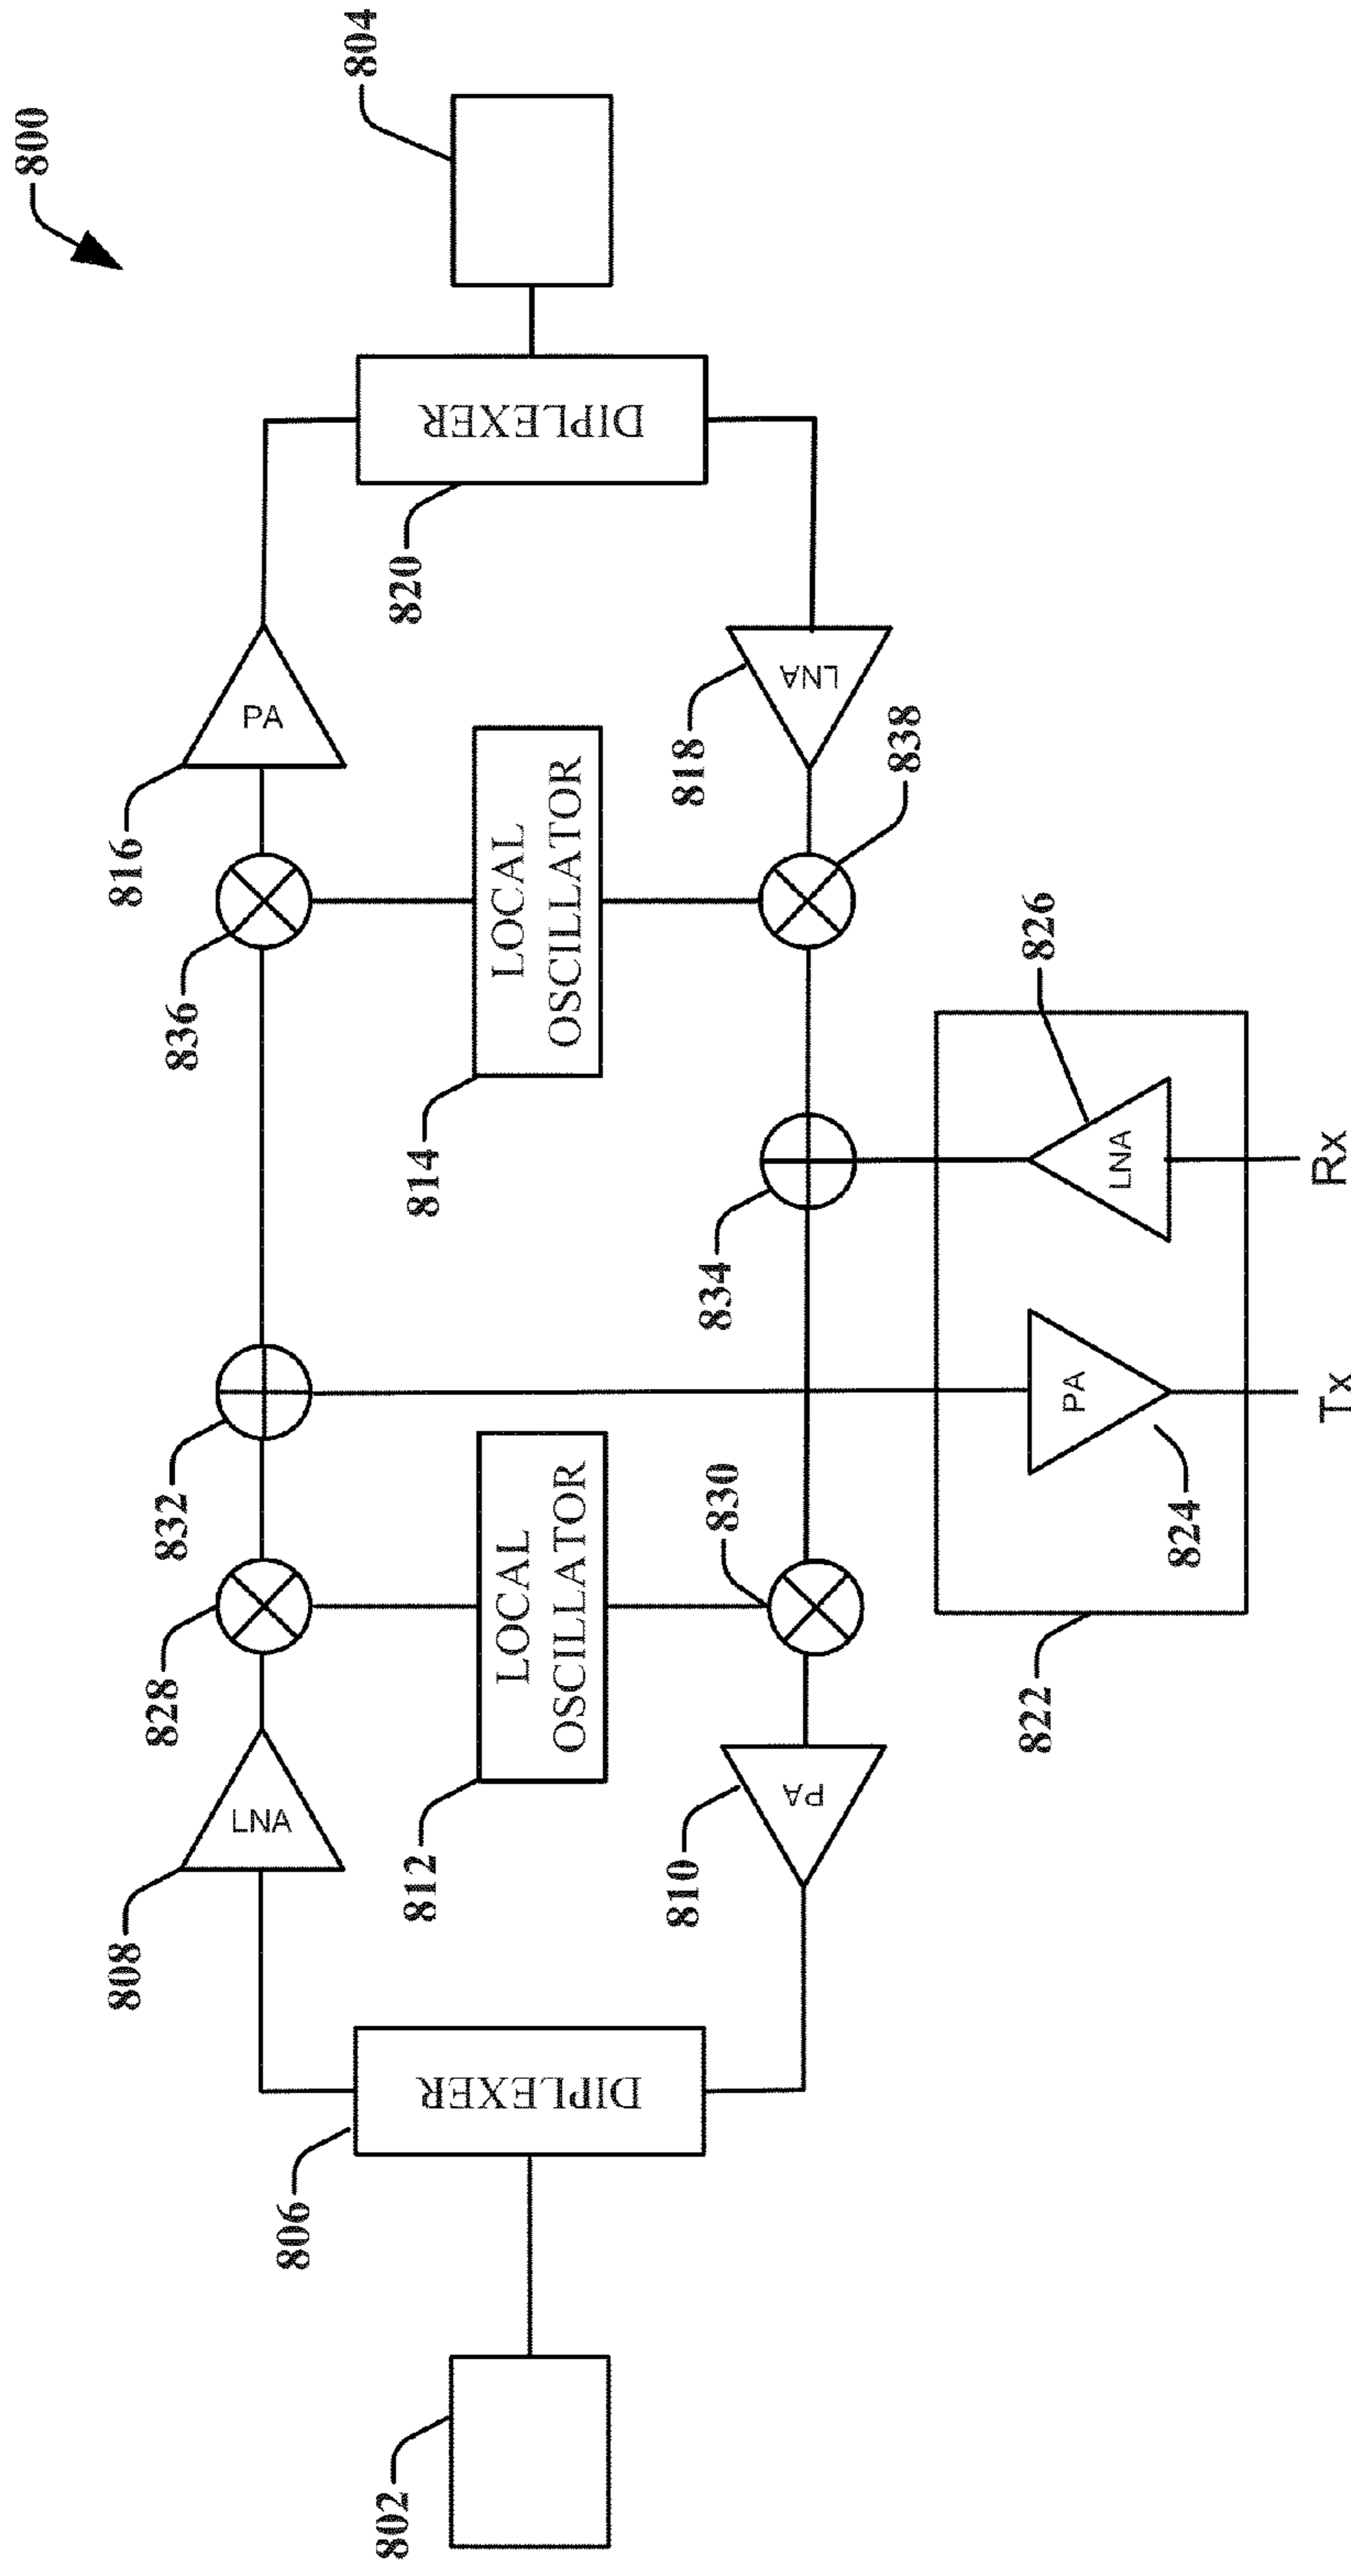 800
802
804
806
DIPLEXER
808
LNA
828
832
836
816
PA
820
DIPLEXER
812
LOCAL
OSCILLATOR
814
LOCAL
OSCILLATOR
810
PA
830
834
838
818
LNA
822
824
PA
826
LNA
Tx
Rx